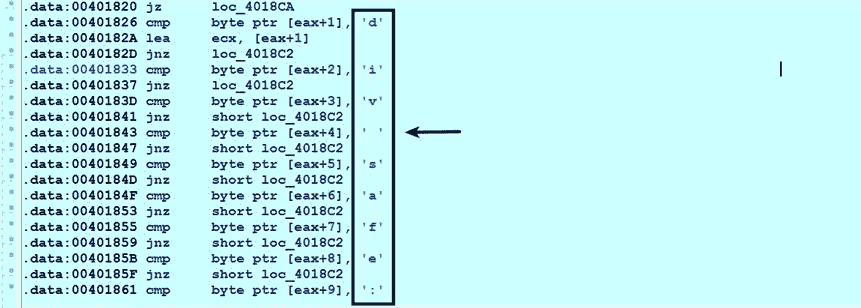 .data:00401820 jz loc_4018CA
.data:00401826 cmp byte ptr [eax+1], 'd'
.data:0040182A lea ecx, [eax+1]
.data:0040182D jnz loc_4018C2
.data:00401833 cmp byte ptr [eax+2], 'i'
.data:00401837 jnz loc_4018C2
.data:0040183D cmp byte ptr [eax+3], 'v'
.data:00401841 jnz short loc_4018C2
.data:00401843 cmp byte ptr [eax+4], ' '
.data:00401847 jnz short loc_4018C2
.data:00401849 cmp byte ptr [eax+5], 's'
.data:0040184D jnz short loc_4018C2
.data:0040184F cmp byte ptr [eax+6], 'a'
.data:00401853 jnz short loc_4018C2
.data:00401855 cmp byte ptr [eax+7], 'f'
.data:00401859 jnz short loc_4018C2
.data:0040185B cmp byte ptr [eax+8], 'e'
.data:0040185F jnz short loc_4018C2
.data:00401861 cmp byte ptr [eax+9], ':'